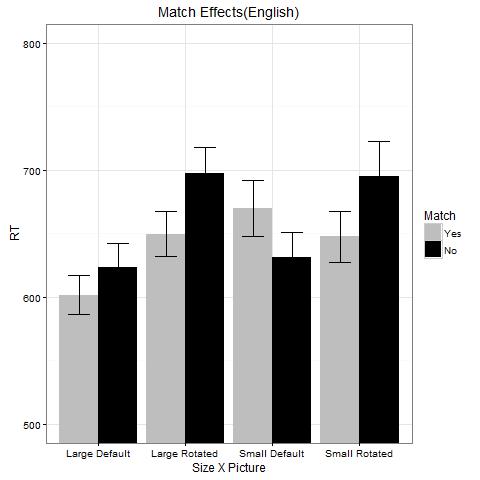 Match Effects(English)
800
700
600
500
RT
Match
Yes
No
Large Default
Large Rotated
Small Default
Small Rotated
Size X Picture